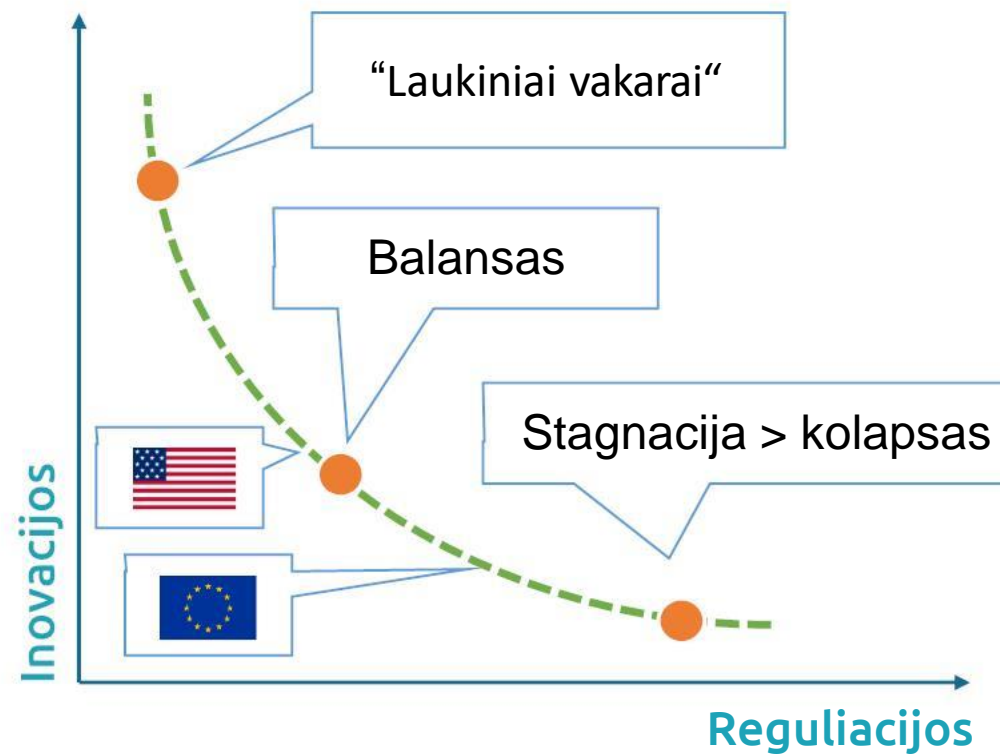 “Laukiniai vakarai“
Balansas
Stagnacija > kolapsas
Inovacijos
Reguliacijos